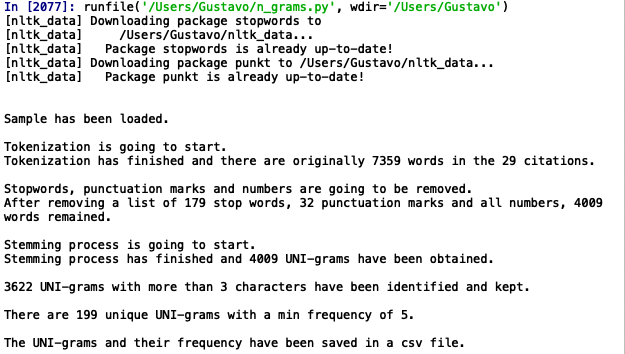 In [2077]: runfile('/Users/Gustavo/n_grams.py', wdir='/Users/Gustavo')
[nltk_data] Downloading package stopwords to
[nltk_data]     /Users/Gustavo/nltk_data...
[nltk_data]   Package stopwords is already up-to-date!
[nltk_data] Downloading package punkt to /Users/Gustavo/nltk_data...
[nltk_data]   Package punkt is already up-to-date!
Sample has been loaded.
Tokenization is going to start.
Tokenization has finished and there are originally 7359 words in the 29 citations.
Stopwords, punctuation marks and numbers are going to be removed.
After removing a list of 179 stop words, 32 punctuation marks and all numbers, 4009
words remained.
Stemming process is going to start.
Stemming process has finished and 4009 UNI-grams have been obtained.
3622 UNI-grams with more than 3 characters have been identified and kept.
There are 199 unique UNI-grams with a min frequency of 5.
The UNI-grams and their frequency have been saved in a csv file.